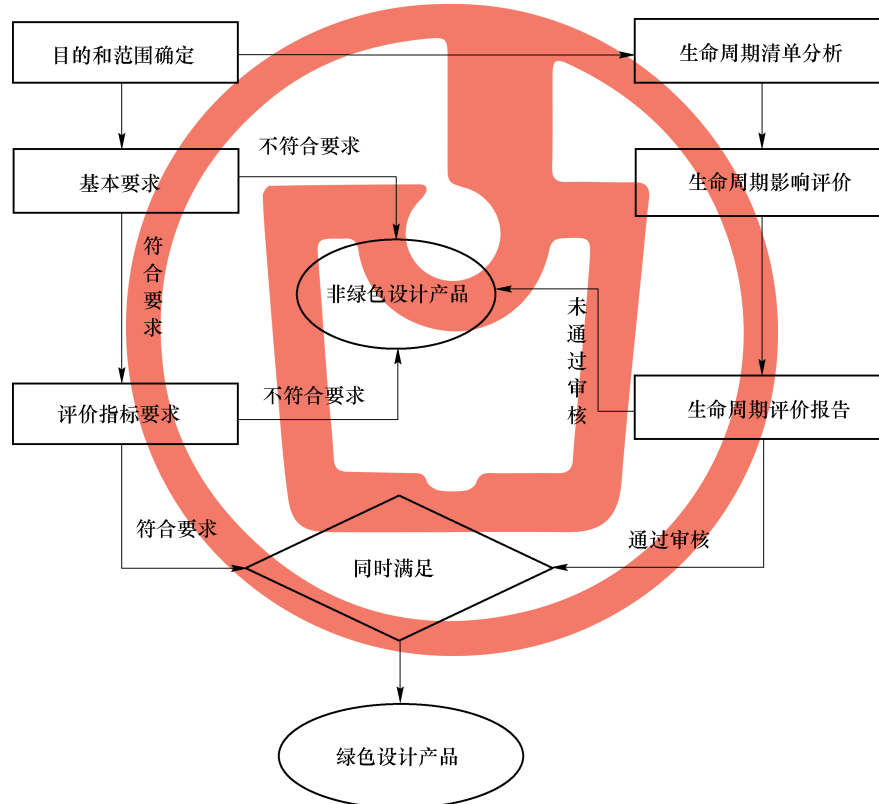 目的和范围确定
生命周期清单分析
不符合要求
基本要求
生命周期影响评价
符合要求
非绿色设计产品
未通过审核
不符合要求
评价指标要求
生命周期评价报告
符合要求
通过审核
同时满足
绿色设计产品